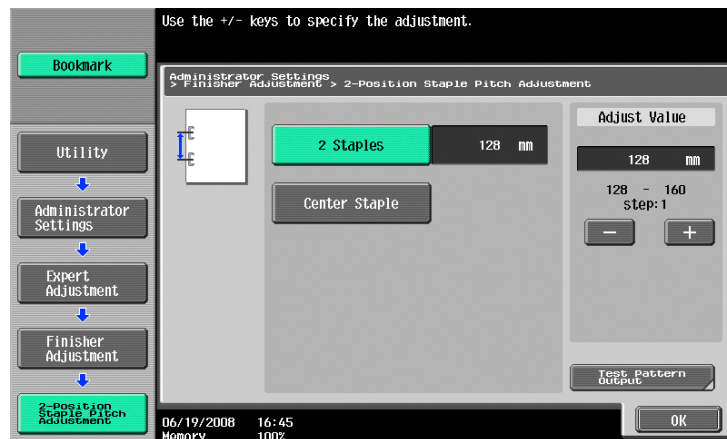 Use the +/- keys to specify the adjustment.
Bookmark
Administrator Settings
> Finisher Adjustment > 2-Position Staple Pitch Adjustment
Utility
Administrator
Settings
Expert
Adjustment
Finisher
Adjustment
2-Position
Staple Pitch
Adjustment
2 Staples
128 mm
Center Staple
Adjust Value
128 mm
128 - 160
step:1
-
+
Test Pattern
Output
06/19/2008 16:45
Memory 100%
OK